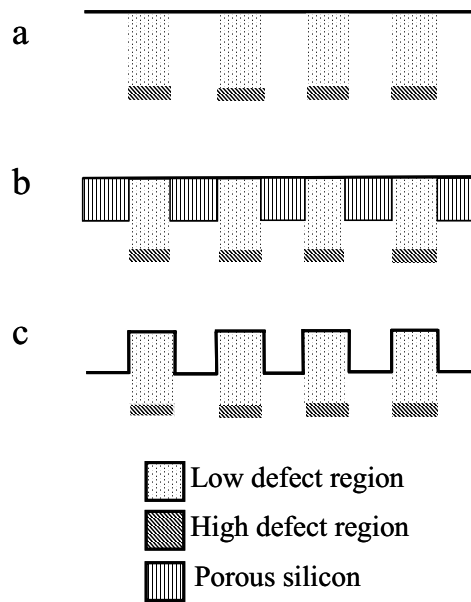 a
b
c
Low defect region
High defect region
Porous silicon